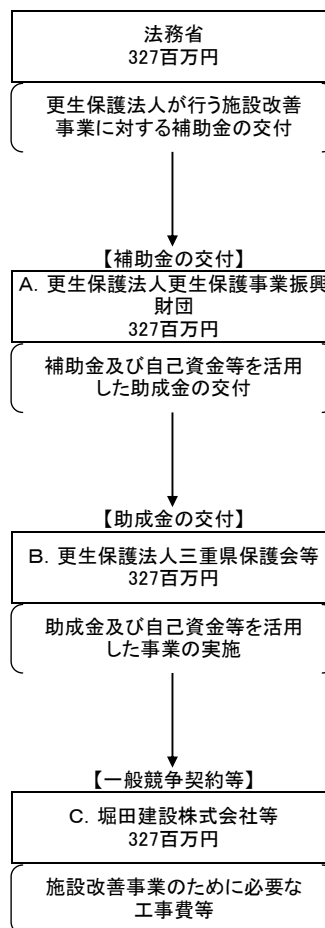 法務省
327百万円
更生保護法人が行う施設改善
事業に対する補助金の交付
【補助金の交付】
A．更生保護法人更生保護事業振興
財団
327百万円
補助金及び自己資金等を活用
した助成金の交付
【助成金の交付】
B．更生保護法人三重県保護会等
327百万円
助成金及び自己資金等を活用
した事業の実施
【一般競争契約等】
C．堀田建設株式会社等
327百万円
施設改善事業のために必要な
工事費等